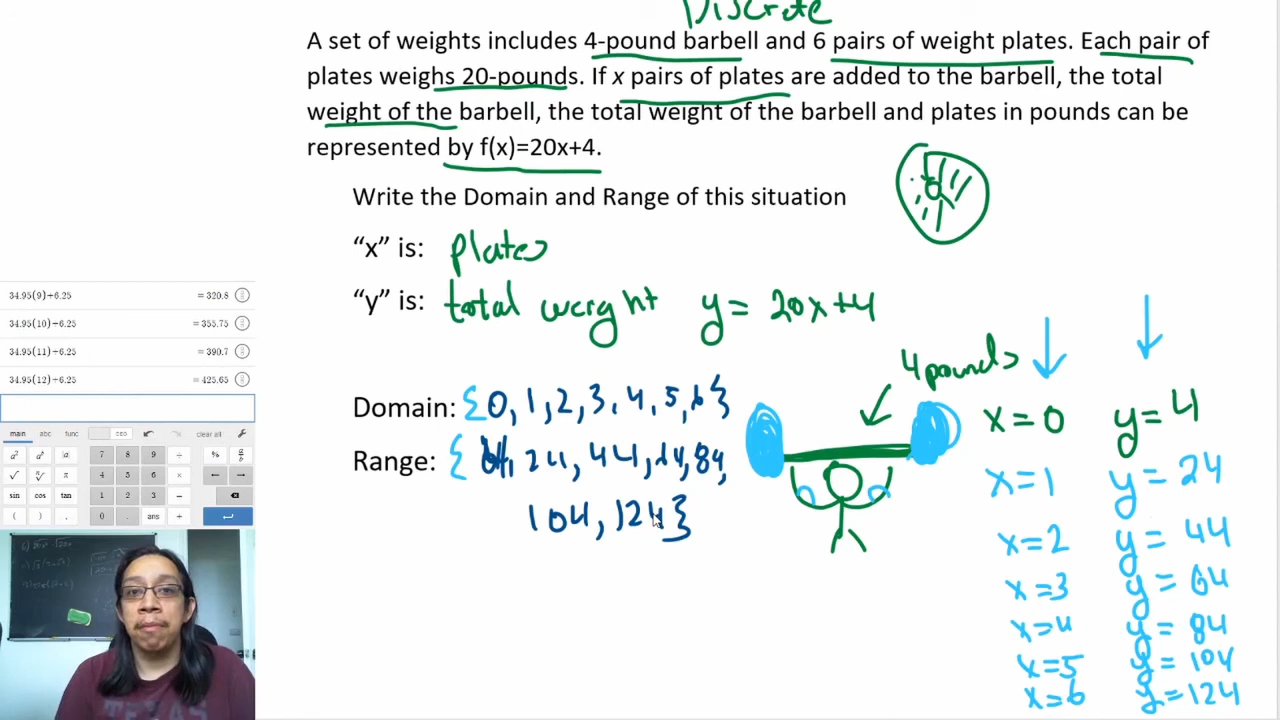 Discrete
A set of weights includes 4-pound barbell and 6 pairs of weight plates. Each pair of
plates weighs 20-pounds. If x pairs of plates are added to the barbell, the total
weight of the barbell, the total weight of the barbell and plates in pounds can be
represented by f(x)=20x+4.
Write the Domain and Range of this situation
"x" is: plates
"y" is: total weight y = 20x+4
4 pounds
Domain: {0, 1, 2, 3, 4, 5, 6}
Range: { 4, 24, 44, 64, 84,
104, 124}
x=0 y=4
x=1 y=24
x=2 y=44
x=3 y=64
x=4 y=84
x=5 y=104
x=6 y=124
34.95(9)+6.25 =320.8
34.95(10)+6.25 =355.75
34.95(11)+6.25 =390.7
34.95(12)+6.25 =425.65
main abc func clear all
7 8 9 ÷ %
4 5 6
sin cos tan 1 2 3
( ) , 0 . ans +